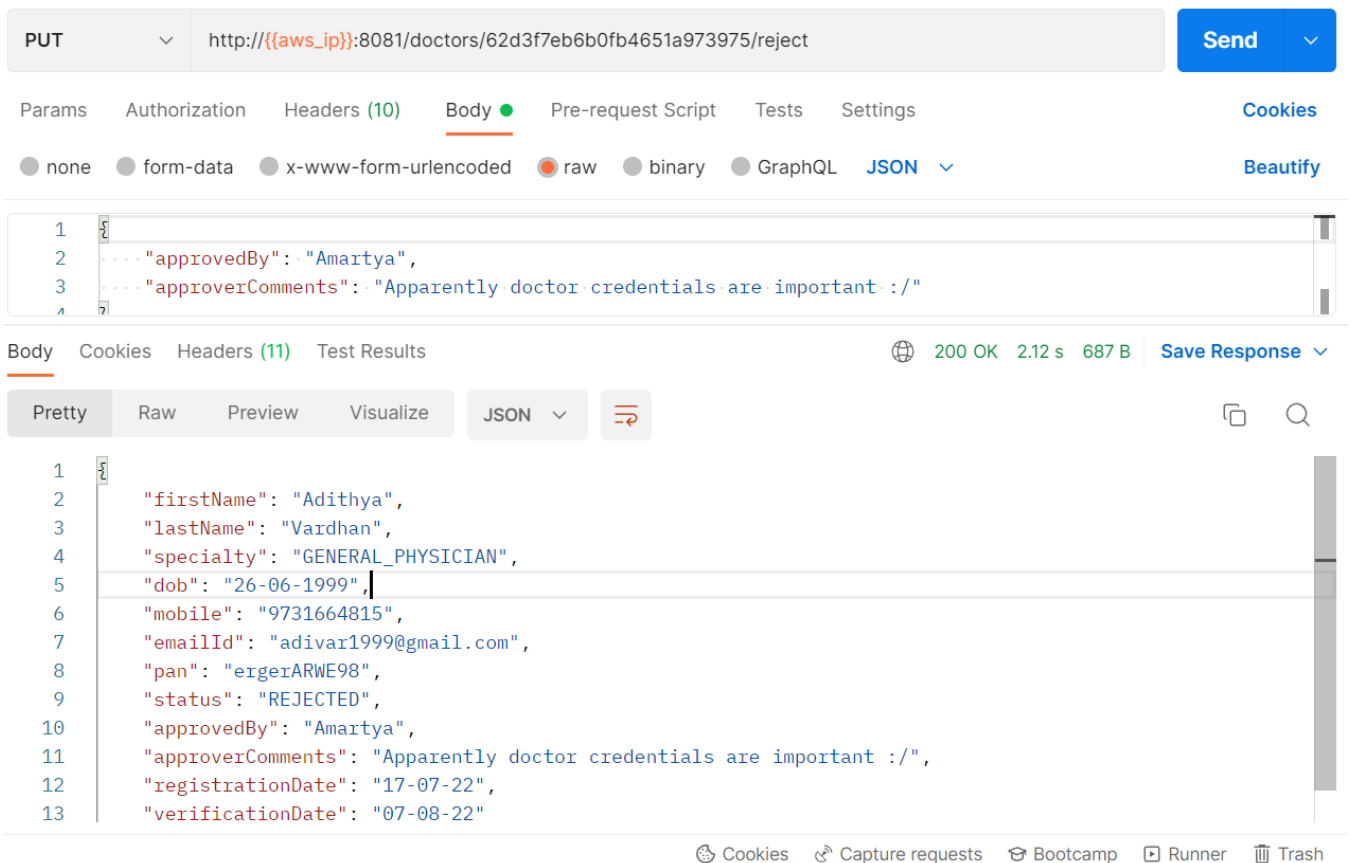 PUT http://{{aws_ip}}:8081/doctors/62d3f7eb6b0fb4651a973975/reject Send
Params Authorization Headers (10) Body Pre-request Script Tests Settings Cookies
none form-data x-www-form-urlencoded raw binary GraphQL JSON Beautify
1 {
2 "approvedBy": "Amartya",
3 "approverComments": "Apparently doctor credentials are important :/"
4 }
Body Cookies Headers (11) Test Results 200 OK 2.12 s 687 B Save Response
Pretty Raw Preview Visualize JSON
1 {
2 "firstName": "Adithya",
3 "lastName": "Vardhan",
4 "specialty": "GENERAL_PHYSICIAN",
5 "dob": "26-06-1999",
6 "mobile": "9731664815",
7 "emailId": "adivar1999@gmail.com",
8 "pan": "ergerARWE98",
9 "status": "REJECTED",
10 "approvedBy": "Amartya",
11 "approverComments": "Apparently doctor credentials are important :/",
12 "registrationDate": "17-07-22",
13 "verificationDate": "07-08-22"
Cookies Capture requests Bootcamp Runner Trash